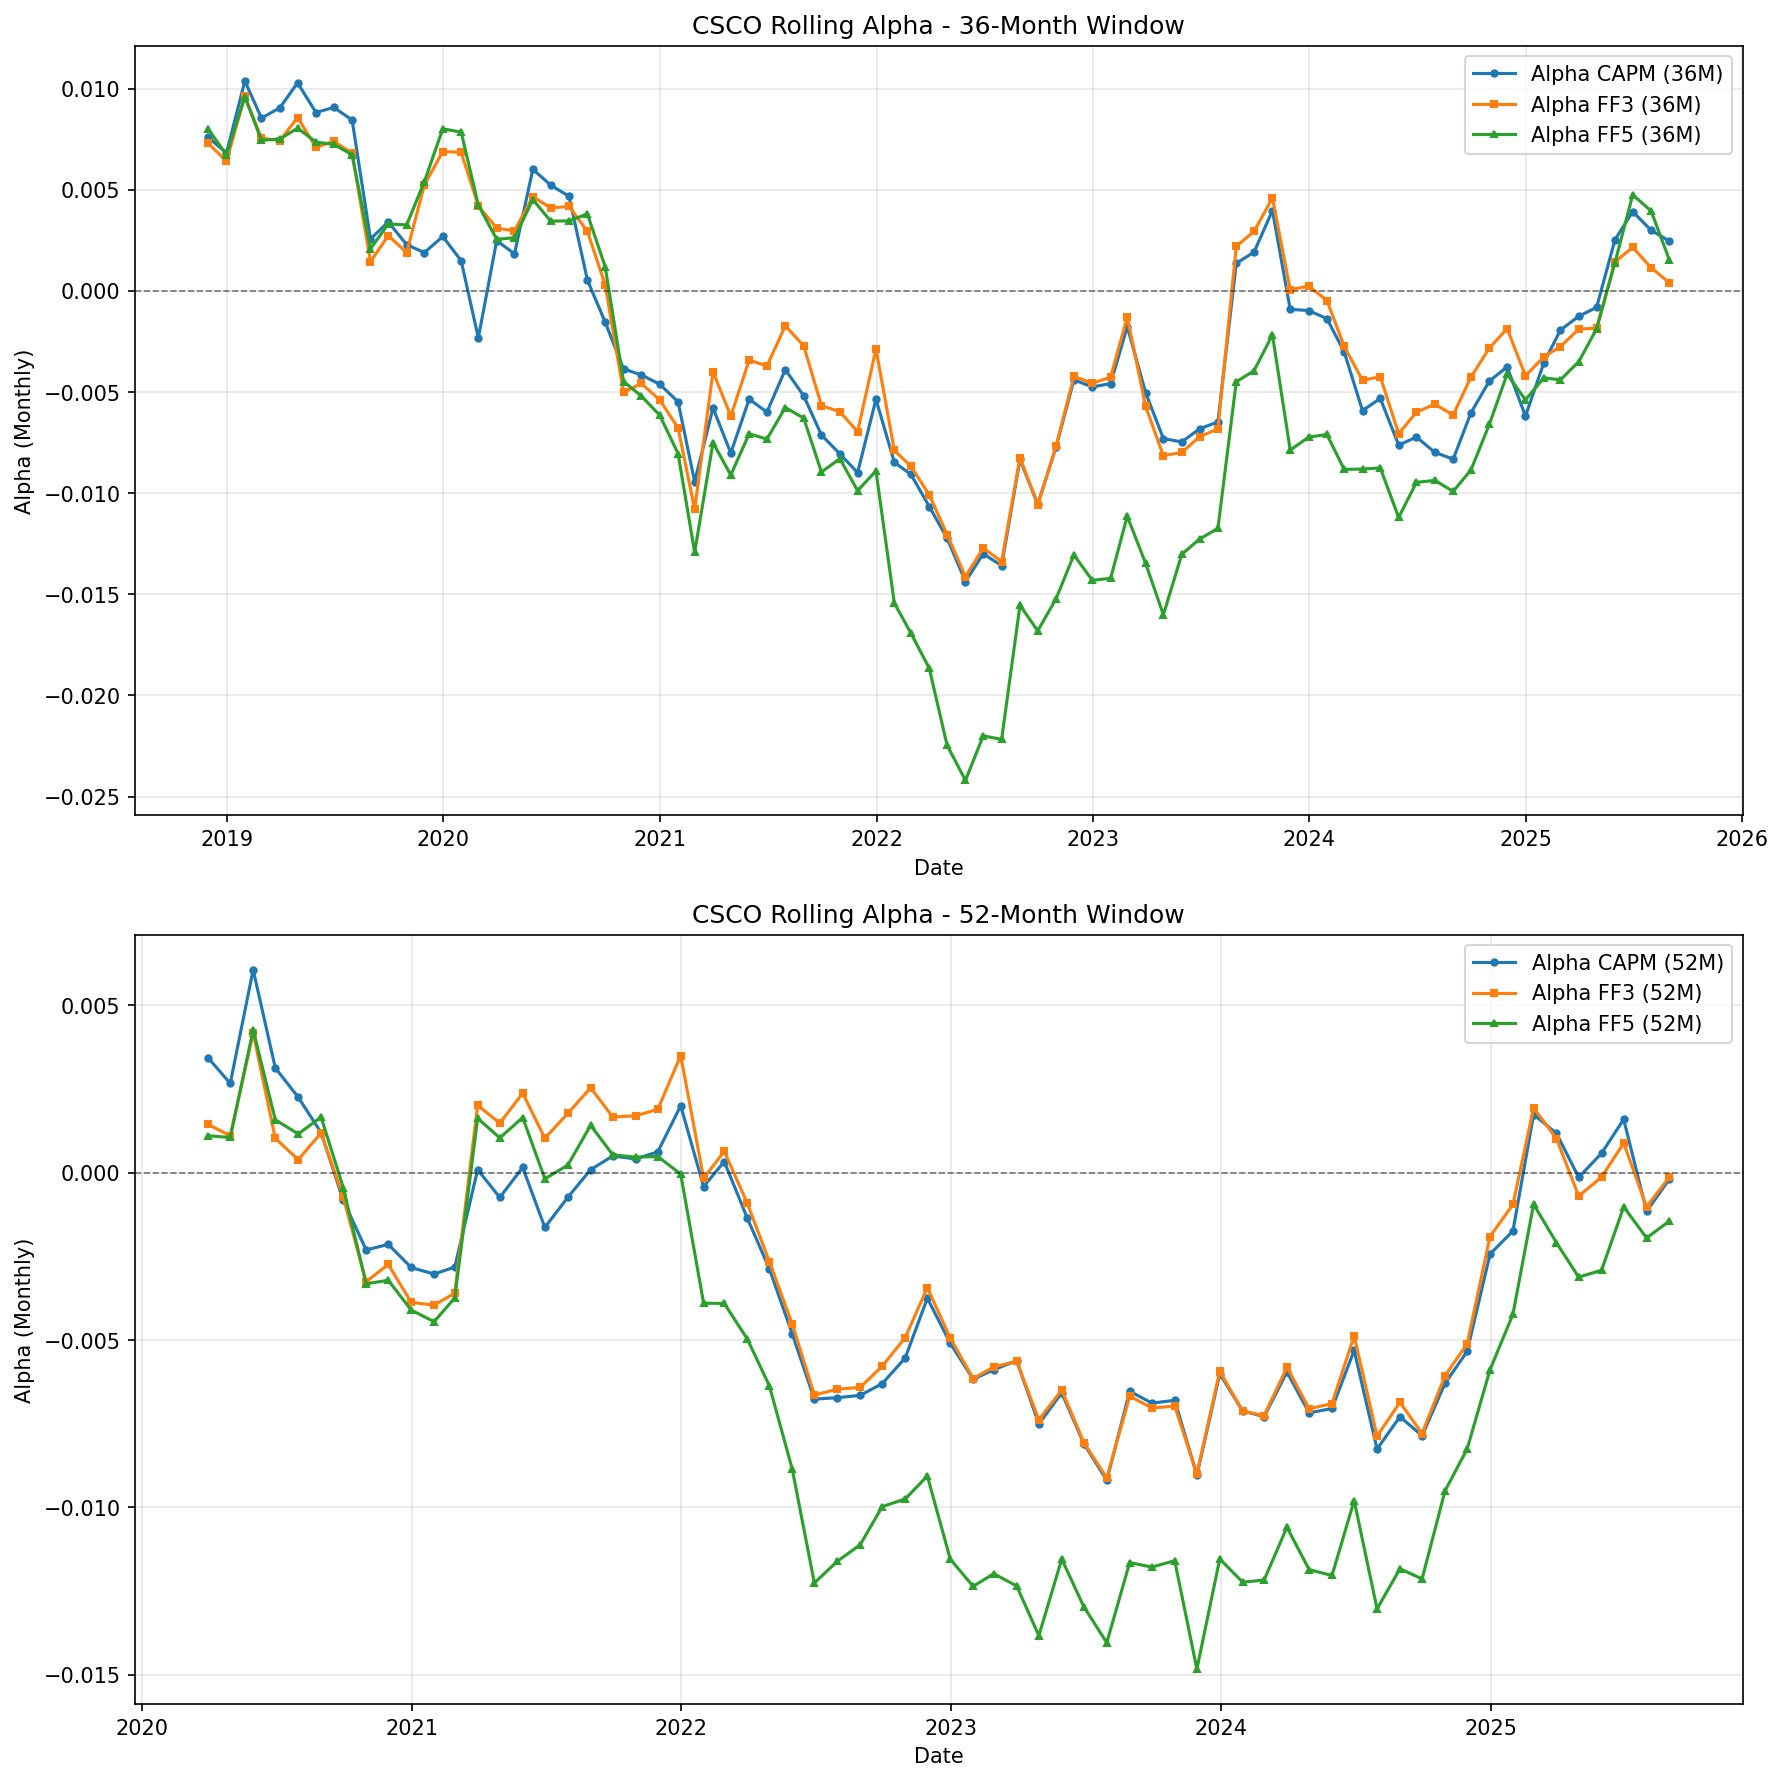 CSCO Rolling Alpha - 36-Month Window
Alpha CAPM (36M)
Alpha FF3 (36M)
Alpha FF5 (36M)
0.010
0.005
0.000
−0.005
−0.010
−0.015
−0.020
−0.025
Alpha (Monthly)
2019 2020 2021 2022 2023 2024 2025 2026
Date
CSCO Rolling Alpha - 52-Month Window
Alpha CAPM (52M)
Alpha FF3 (52M)
Alpha FF5 (52M)
0.005
0.000
−0.005
−0.010
−0.015
Alpha (Monthly)
2020 2021 2022 2023 2024 2025
Date